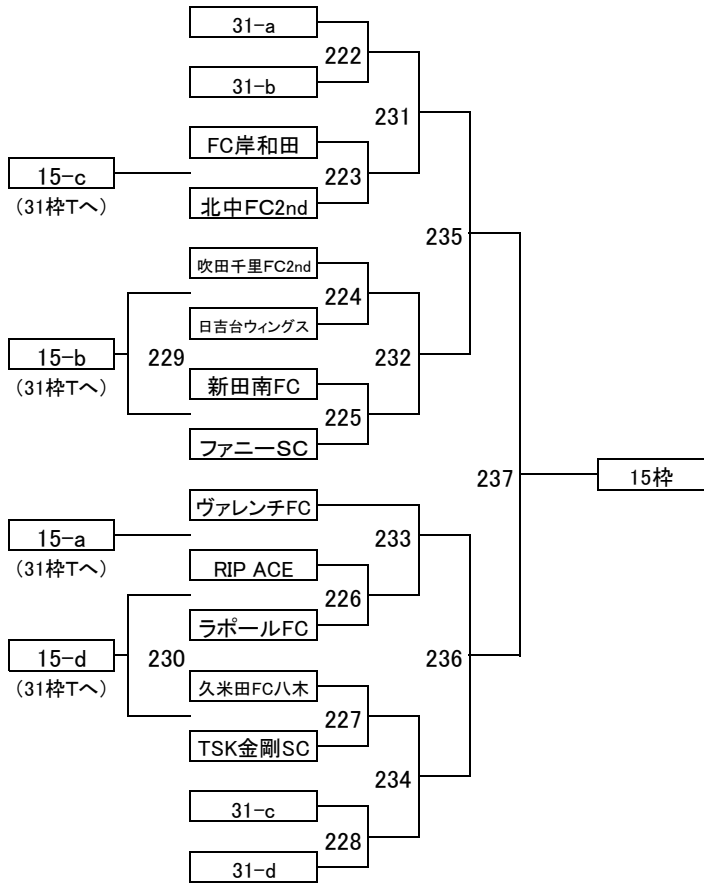 31-a
222
31-b
231
FC岸和田
15-c
223
(31枠Tへ)
北中FC2nd
235
吹田千里FC2nd
224
日吉台ウィングス
15-b
229
232
(31枠Tへ)
新田南FC
225
ファニーSC
237
15枠
ヴァレンチFC
15-a
233
(31枠Tへ)
RIP ACE
226
ラポールFC
15-d
230
236
(31枠Tへ)
久米田FC八木
227
TSK金剛SC
234
31-c
228
31-d